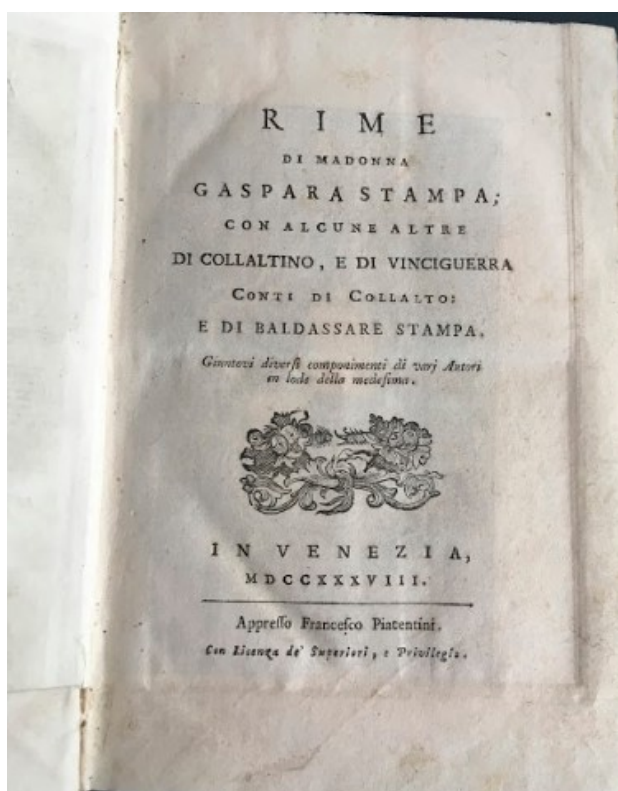 RIME
DI MADONNA
GASPARA STAMPA;
CON ALCUNE ALTRE
DI COLLALTINO, E DI VINCIGUERRA
CONTI DI COLLALTO:
E DI BALDASSARE STAMPA.
Giuntovi diversi componimenti di varj Autori
in lode della medesima.
IN VENEZIA,
MDCCXXXVIII.
Appresso Francesco Piacentini.
Con Licenza de' Superiori, e Privilegio.